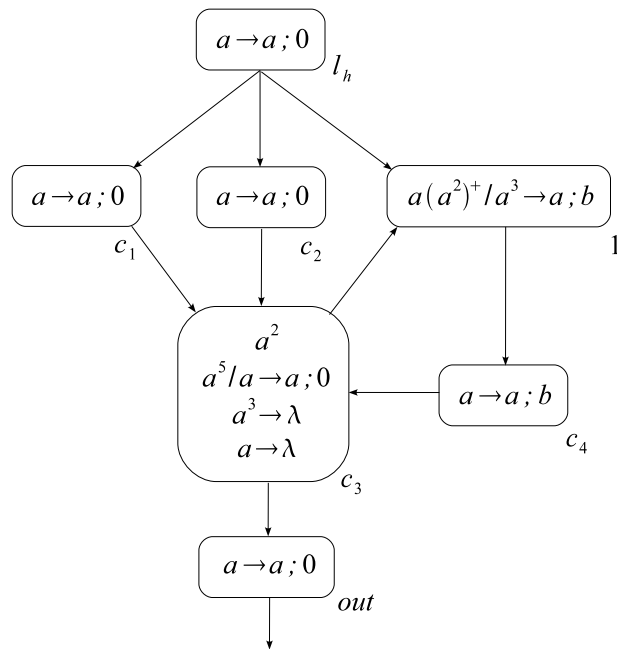 a→a;0
l_h
a→a;0
c_1
a→a;0
c_2
a(a^2)^+/a^3→a;b
1
a^2
a^5/a→a;0
a^3→λ
a→λ
c_3
a→a;b
c_4
a→a;0
out